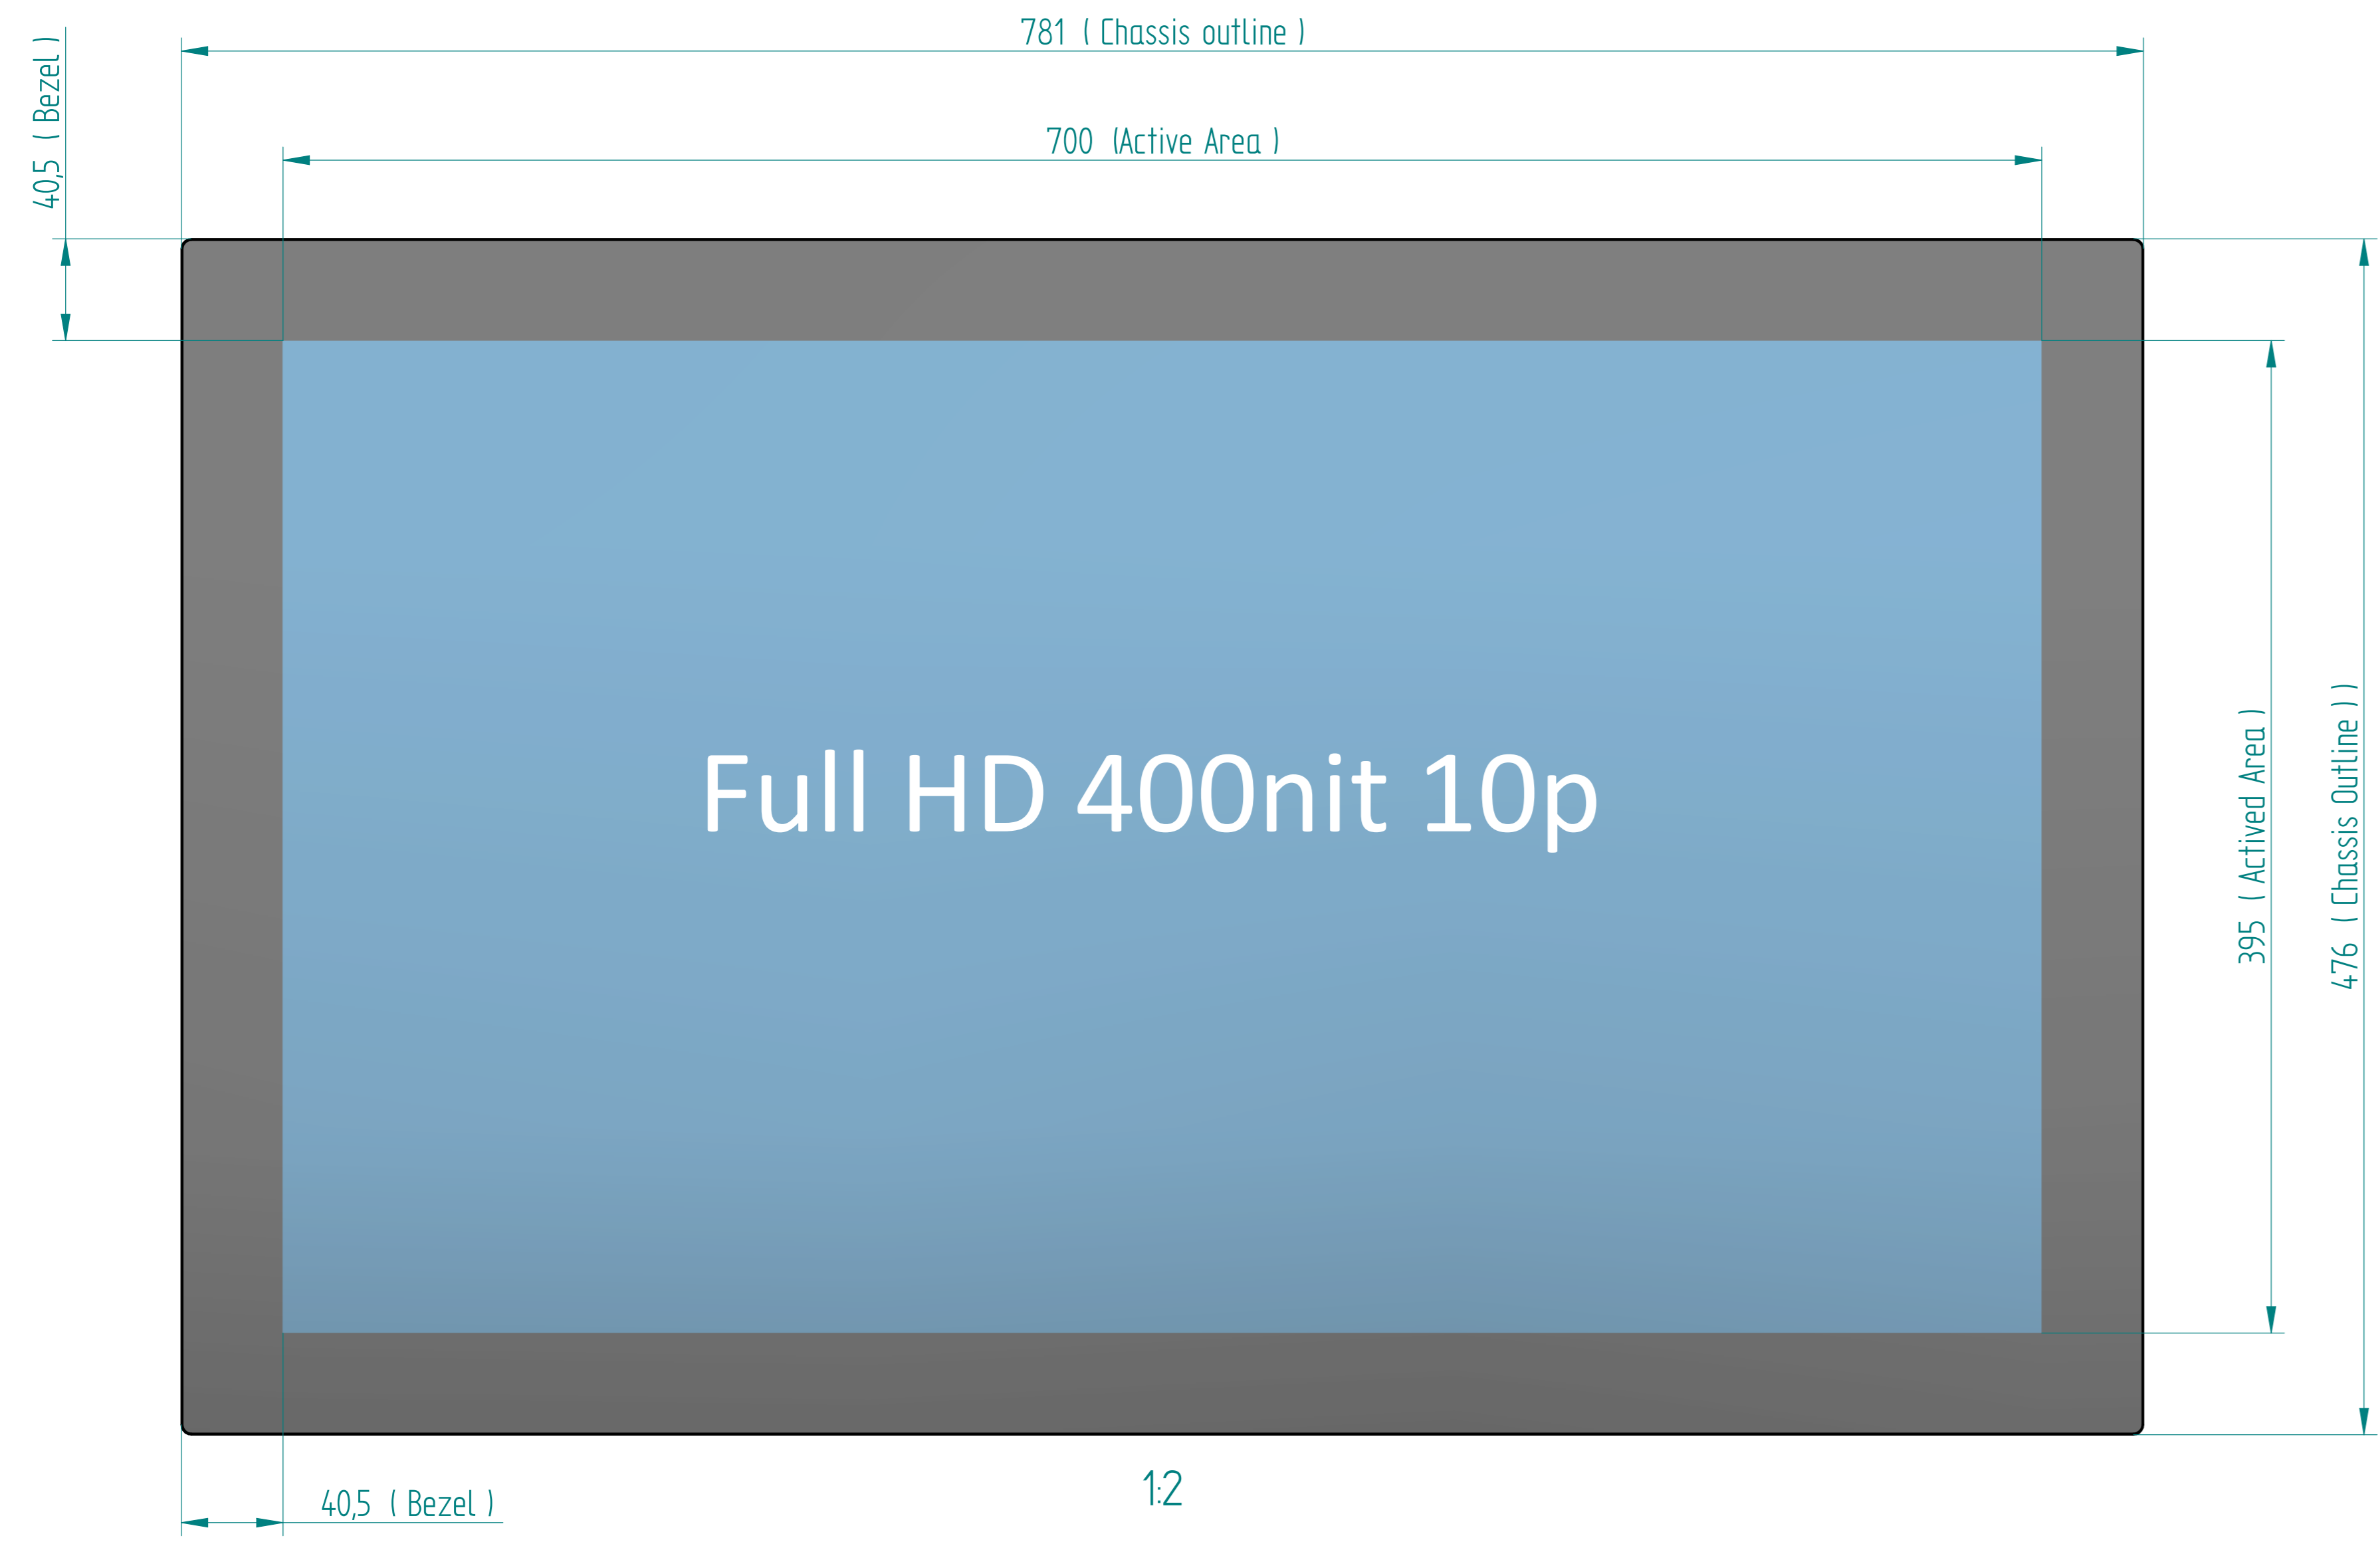 781 ( Chassis outline )
40,5 ( Bezel )
700 (Active Area )
Full HD 400nit 10p
395 ( Actived Area )
476 ( Chassis Outline ))
1:2
40,5 ( Bezel )